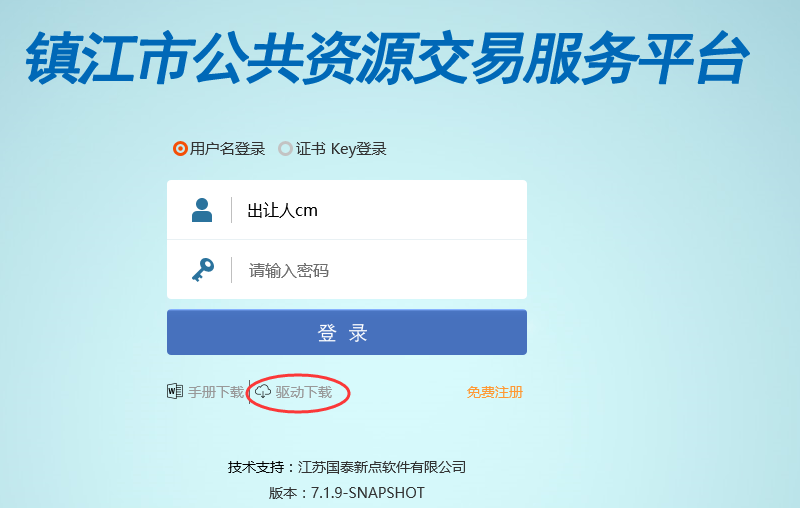 镇江市公共资源交易服务平台
用户名登录 证书 Key登录
出让人cm
请输入密码
登 录
手册下载 驱动下载 免费注册
技术支持：江苏国泰新点软件有限公司
版本：7.1.9-SNAPSHOT